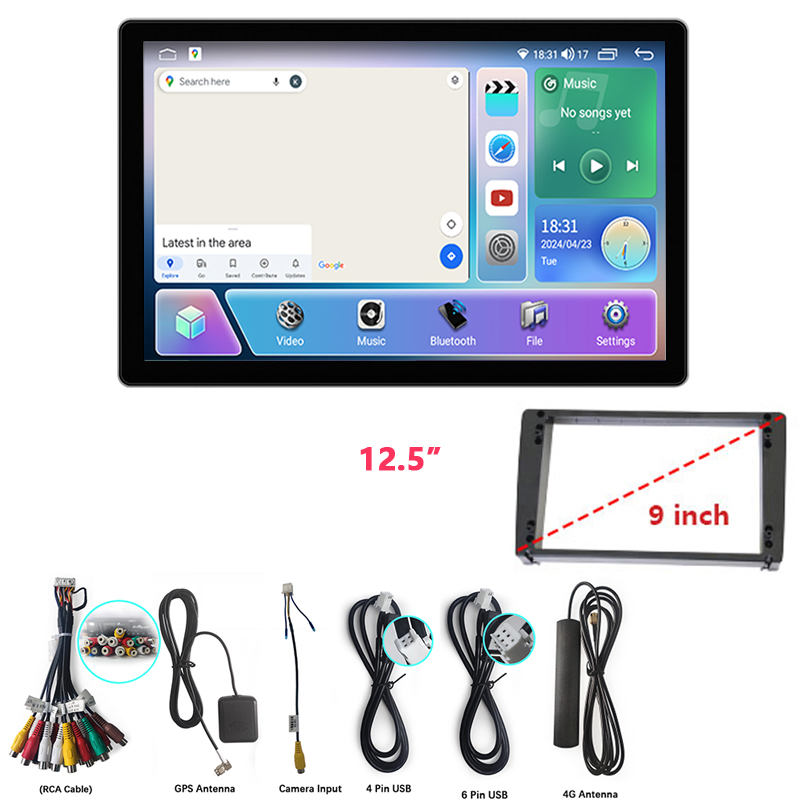 18:31 17
Search here
K
Music
No songs yet
18:31
2024/04/23
Tue
12
Latest in the area
Explore Go Saved Contribute Updates
Google
Video Music Bluetooth File Settings
12.5”
9 inch
(RCA Cable)
GPS Antenna
Camera Input
4 Pin USB
6 Pin USB
4G Antenna